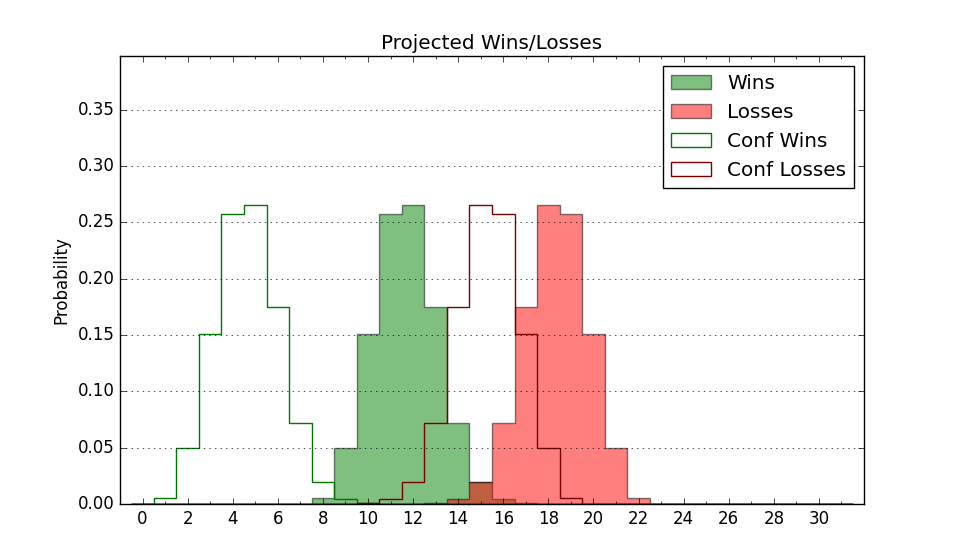 Projected Wins/Losses
Wins
Losses
Conf Wins
Conf Losses
Probability
0.35
0.30
0.25
0.20
0.15
0.10
0.05
0.00
0 2 4 6 8 10 12 14 16 18 20 22 24 26 28 30